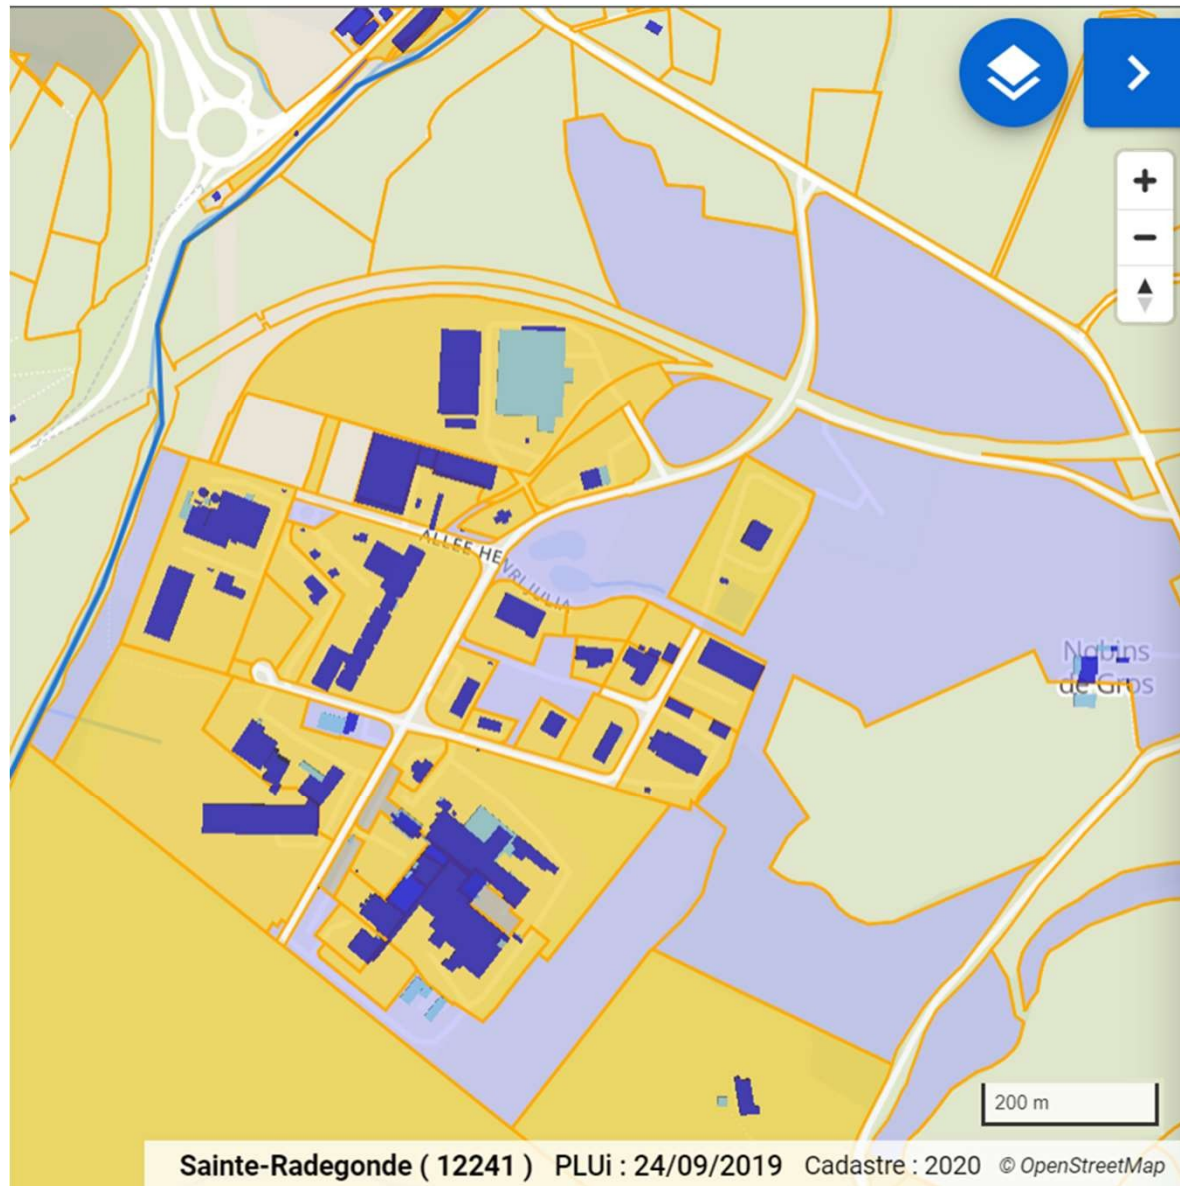 +
−
ALLEE HENRI JULIA
Nobins
de Gros
200 m
Sainte-Radegonde ( 12241 ) PLUi : 24/09/2019 Cadastre : 2020 © OpenStreetMap